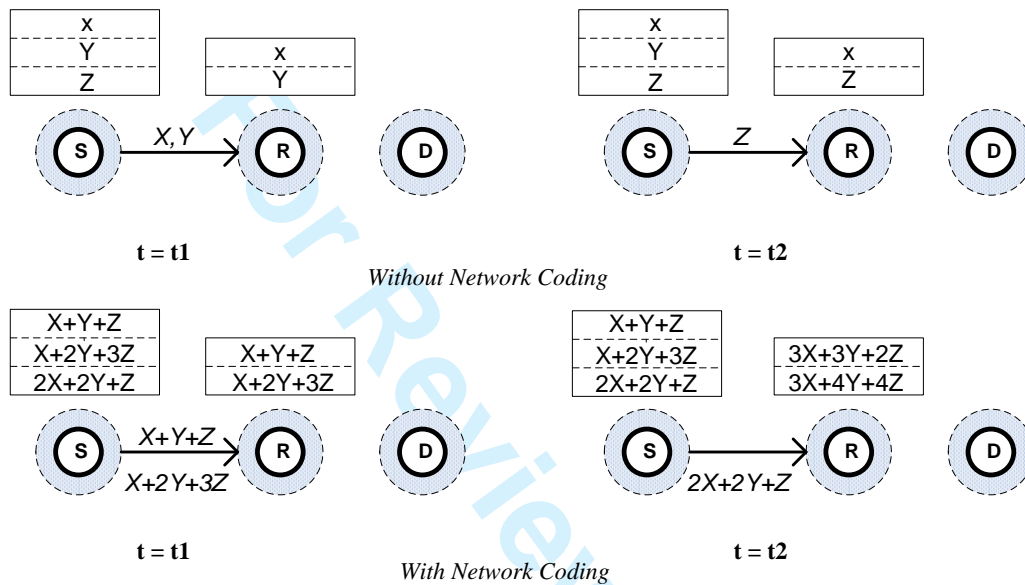 x
Y
Z
x
Y
S
X,Y
R
D
t = t1
x
Y
Z
x
Z
S
Z
R
D
t = t2
Without Network Coding
X+Y+Z
X+2Y+3Z
2X+2Y+Z
X+Y+Z
X+2Y+3Z
S
X+Y+Z
X+2Y+3Z
R
D
t = t1
X+Y+Z
X+2Y+3Z
2X+2Y+Z
3X+3Y+2Z
3X+4Y+4Z
S
2X+2Y+Z
R
D
t = t2
With Network Coding
For Review